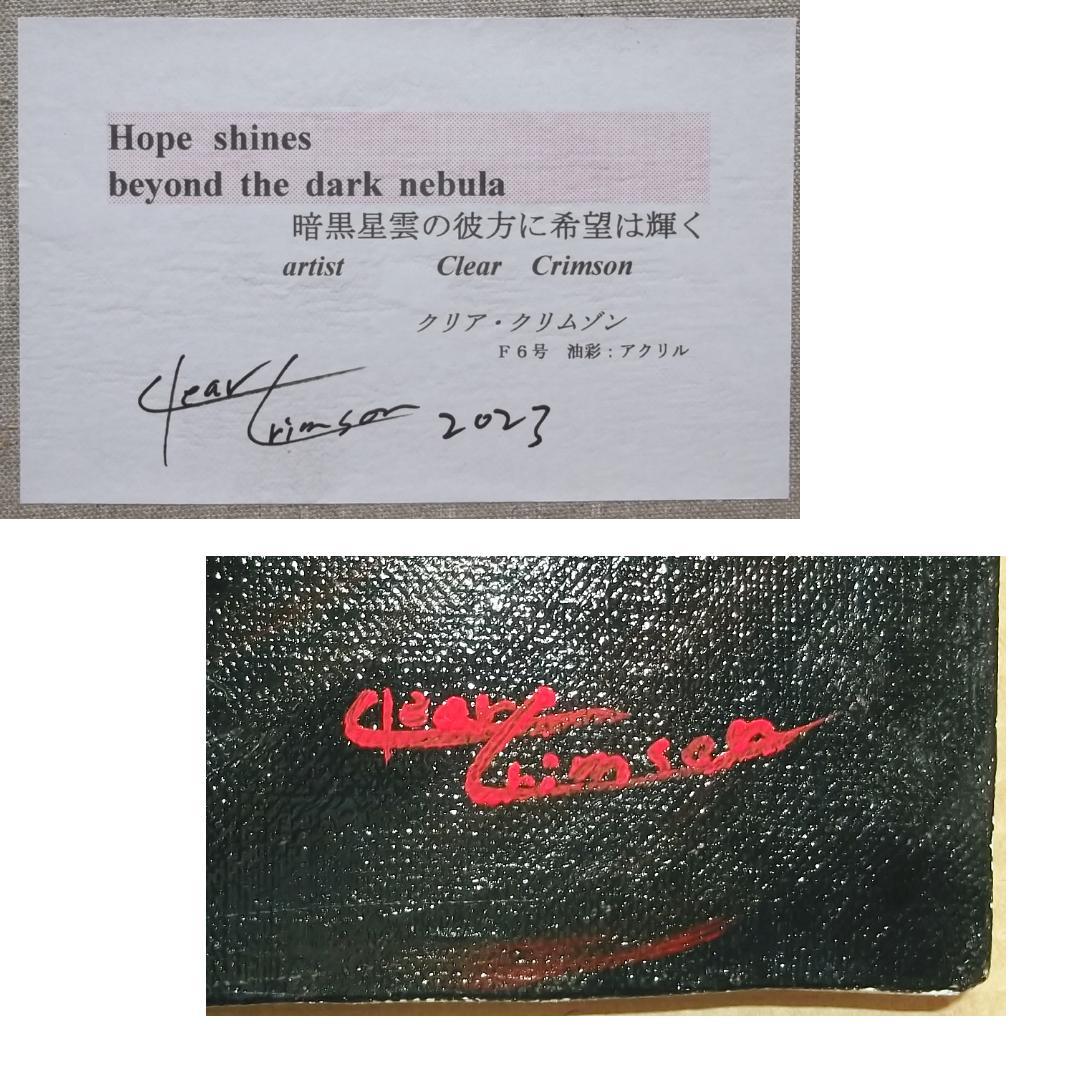 Hope shines
beyond the dark nebula
暗黒星雲の彼方に希望は輝く
artist Clear Crimson
クリア・クリムゾン
F6号 油彩:アクリル
Clear
Crimson 2023
Clear
Crimson